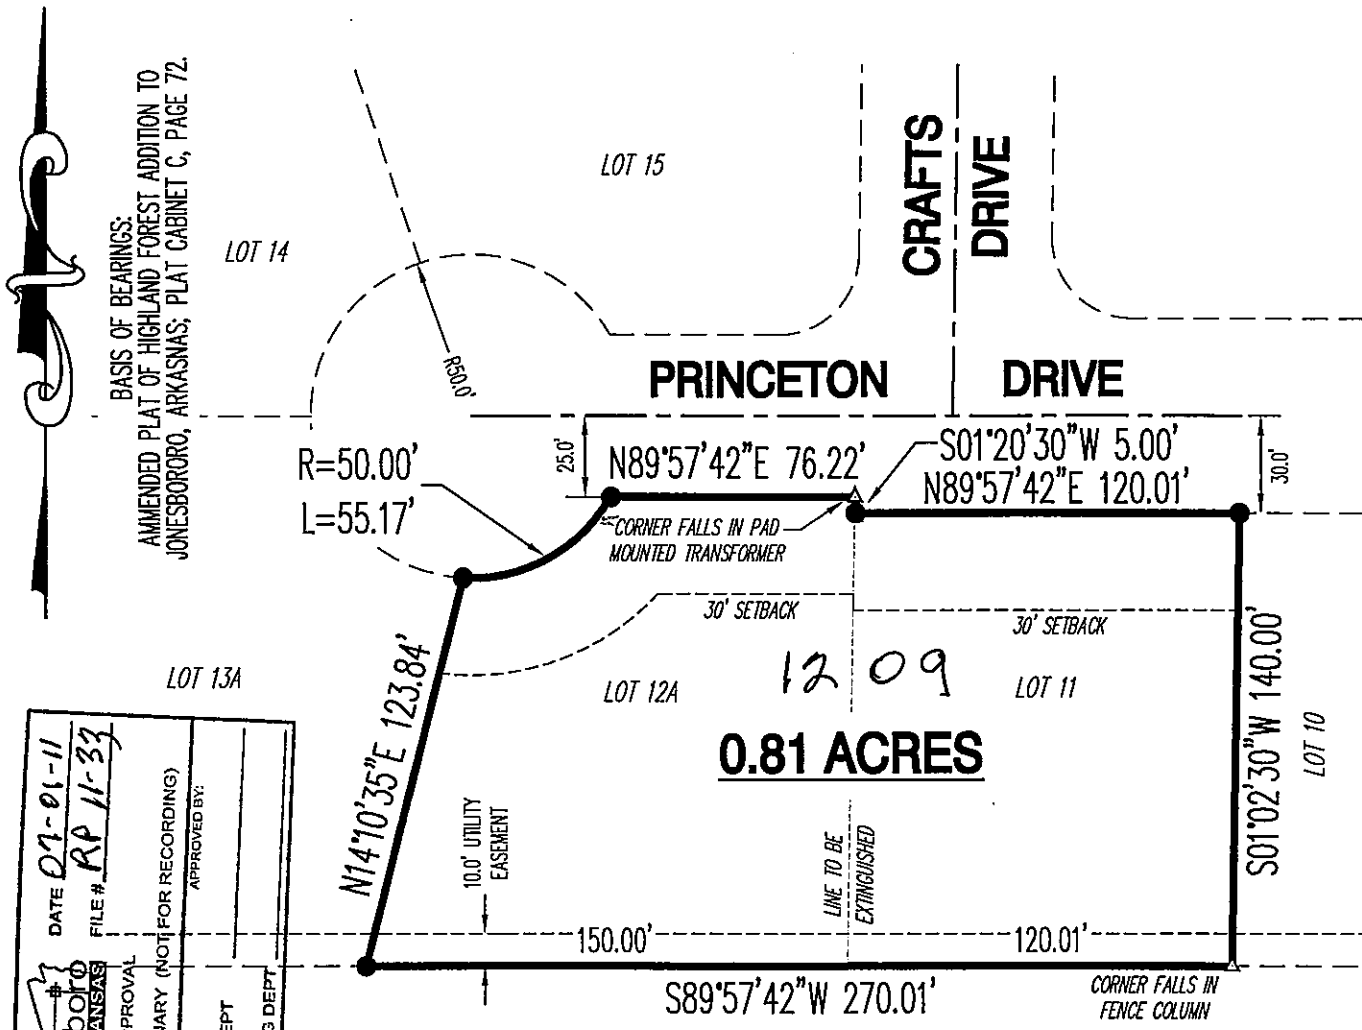 BASIS OF BEARINGS:
AMMENDED PLAT OF HIGHLAND FOREST ADDITION TO
JONESBORORO, ARKASNAS; PLAT CABINET C, PAGE 72.
LOT 15
LOT 14
CRAFTS
DRIVE
R50.0'
PRINCETON DRIVE
R=50.00'
L=55.17'
25.0'
N89°57'42"E 76.22'
S01°20'30"W 5.00'
N89°57'42"E 120.01'
30.0'
CORNER FALLS IN PAD
MOUNTED TRANSFORMER
30' SETBACK
30' SETBACK
LOT 13A
N14°10'35"E 123.84'
LOT 12A
1209
LOT 11
0.81 ACRES
S01°02'30"W 140.00'
LOT 10
10.0' UTILITY
EASEMENT
LINE TO BE
EXTINGUISHED
150.00'
120.01'
S89°57'42"W 270.01'
CORNER FALLS IN
FENCE COLUMN
DATE 07-01-11
FILE # RP 11-33
(NOT FOR RECORDING)
APPROVED BY:
DEPT